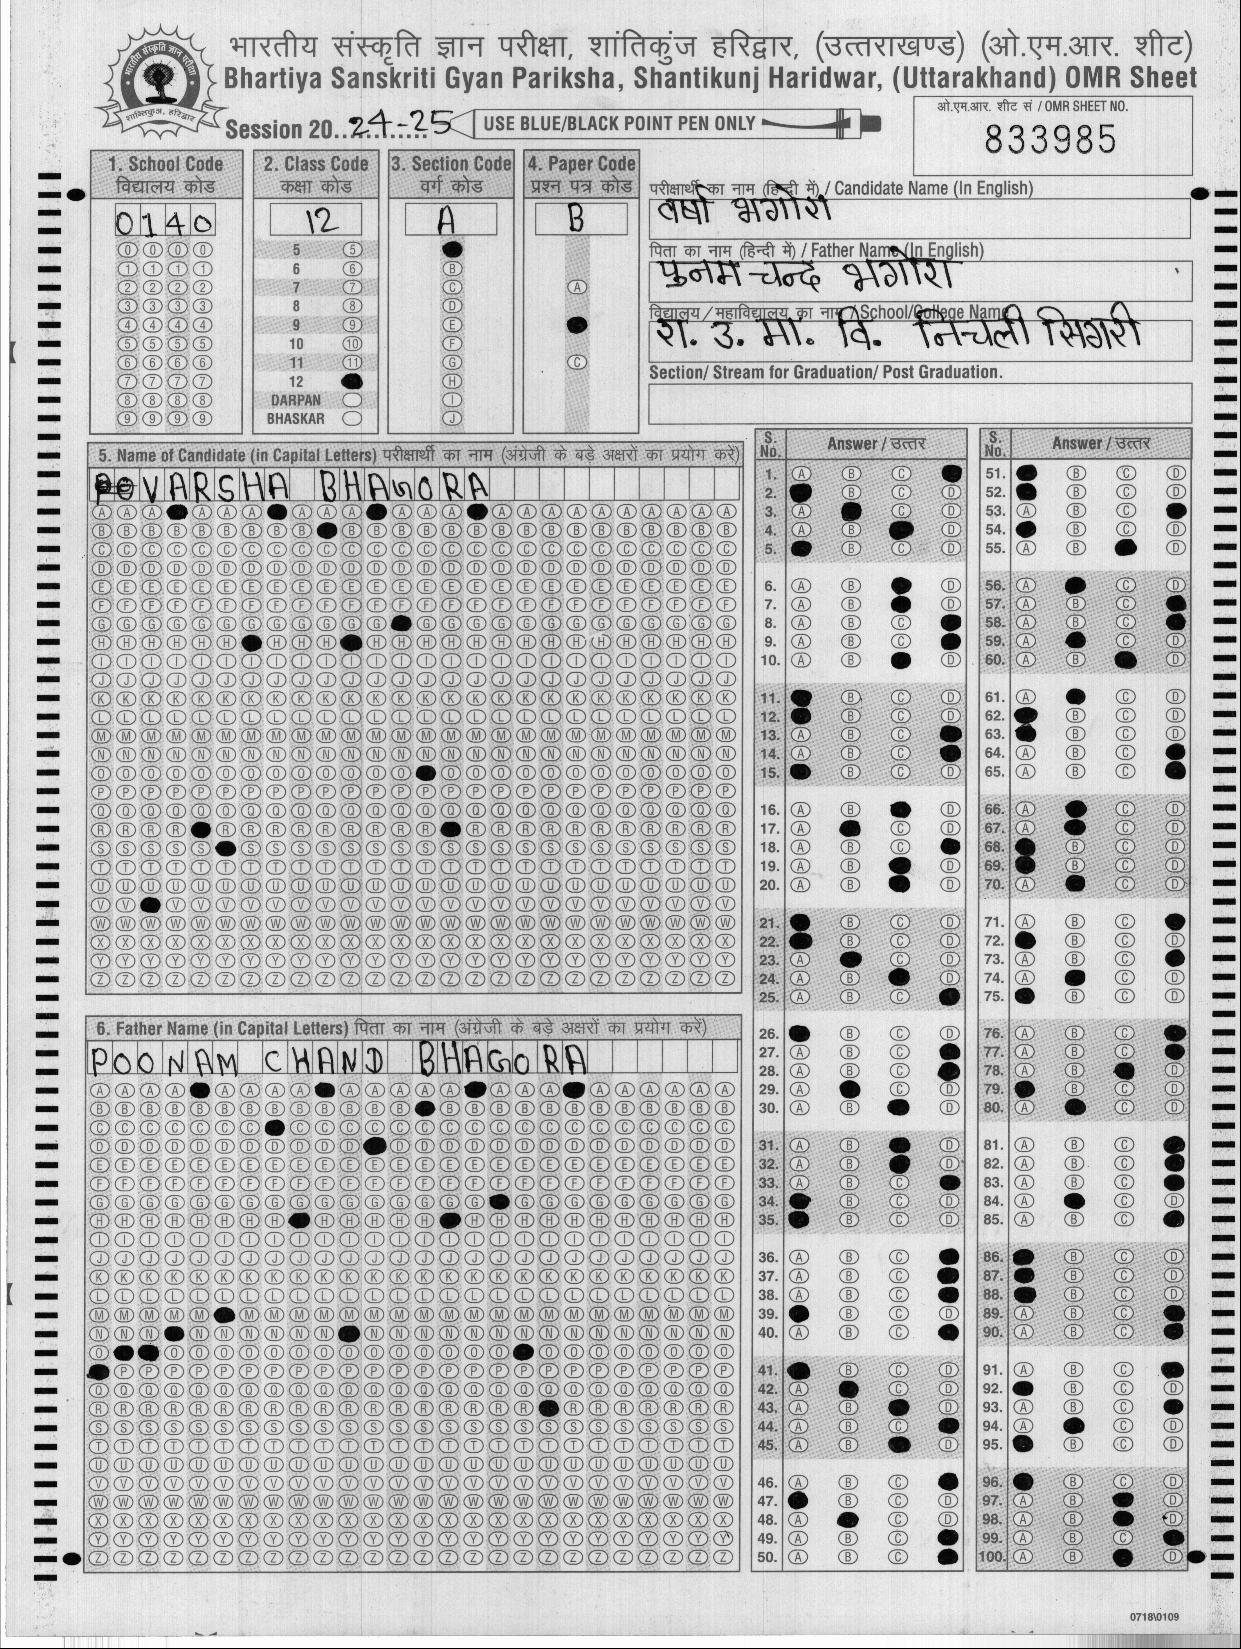 भारतीय संस्कृति ज्ञान परीक्षा, शांतिकुंज हरिद्वार, (उत्तराखण्ड) (ओ.एम.आर. शीट)
Bhartiya Sanskriti Gyan Pariksha, Shantikunj Haridwar, (Uttarakhand) OMR Sheet
Session 20..24-25
USE BLUE/BLACK POINT PEN ONLY
ओ.एम.आर. शीट सं / OMR SHEET NO.
833985
1. School Code
विद्यालय कोड
0140
2. Class Code
कक्षा कोड
12
5
6
7
8
9
10
11
12
DARPAN
BHASKAR
3. Section Code
वर्ग कोड
A
4. Paper Code
प्रश्न पत्र कोड
B
परीक्षार्थी का नाम (हिन्दी में) / Candidate Name (In English)
वर्षा भगोरा
पिता का नाम (हिन्दी में) / Father Name (In English)
पुनम चन्द भगोरा
विद्यालय / महाविद्यालय का नाम / School/College Name
रा. उ. मा. वि. निचली सिगरी
Section/ Stream for Graduation/ Post Graduation.
5. Name of Candidate (in Capital Letters) परीक्षार्थी का नाम (अंग्रेजी के बड़े अक्षरों का प्रयोग करें)
VARSHA BHAGORA
6. Father Name (in Capital Letters) पिता का नाम (अंग्रेजी के बड़े अक्षरों का प्रयोग करें)
POONAM CHAND BHAGORA
S. No. Answer / उत्तर
S. No. Answer / उत्तर
0718\0109